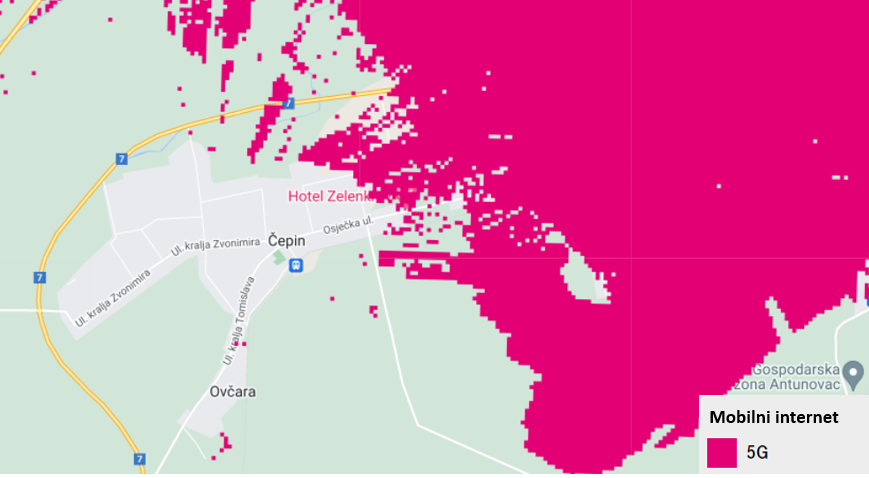 7
7
Hotel Zelenk
Osječka ul.
Ul. kralja Zvonimira
Čepin
7
Ul. kralja Zvonimira
Ul. kralja Tomislava
Gospodarska
zona Antunovac
Ovčara
Mobilni internet
5G
7